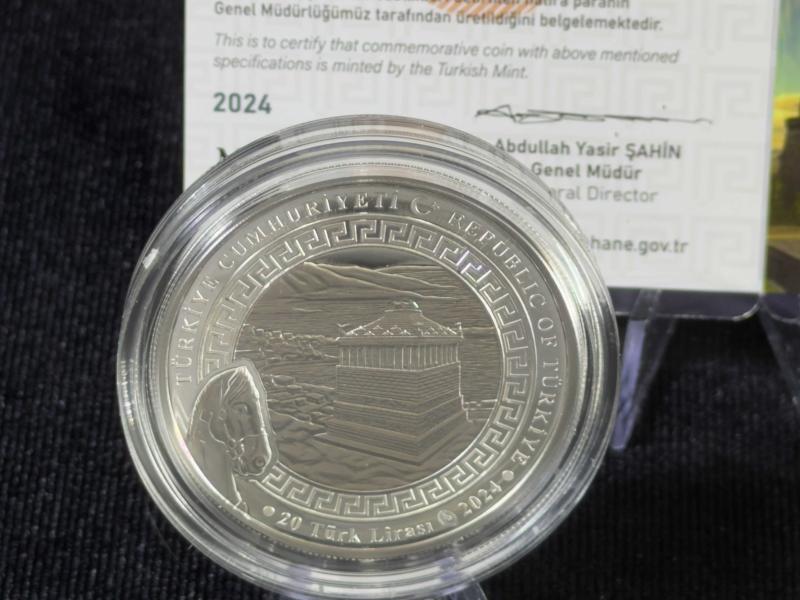 hatıra paranın
Genel Müdürlüğümüz tarafından üretildiğini belgelemektedir.
This is to certify that commemorative coin with above mentioned
specifications is minted by the Turkish Mint.
2024
Abdullah Yasir ŞAHİN
Genel Müdür
Director
hane.gov.tr
TÜRKİYE CUMHURİYETİ
REPUBLIC OF TÜRKİYE
20 Türk Lirası 2024